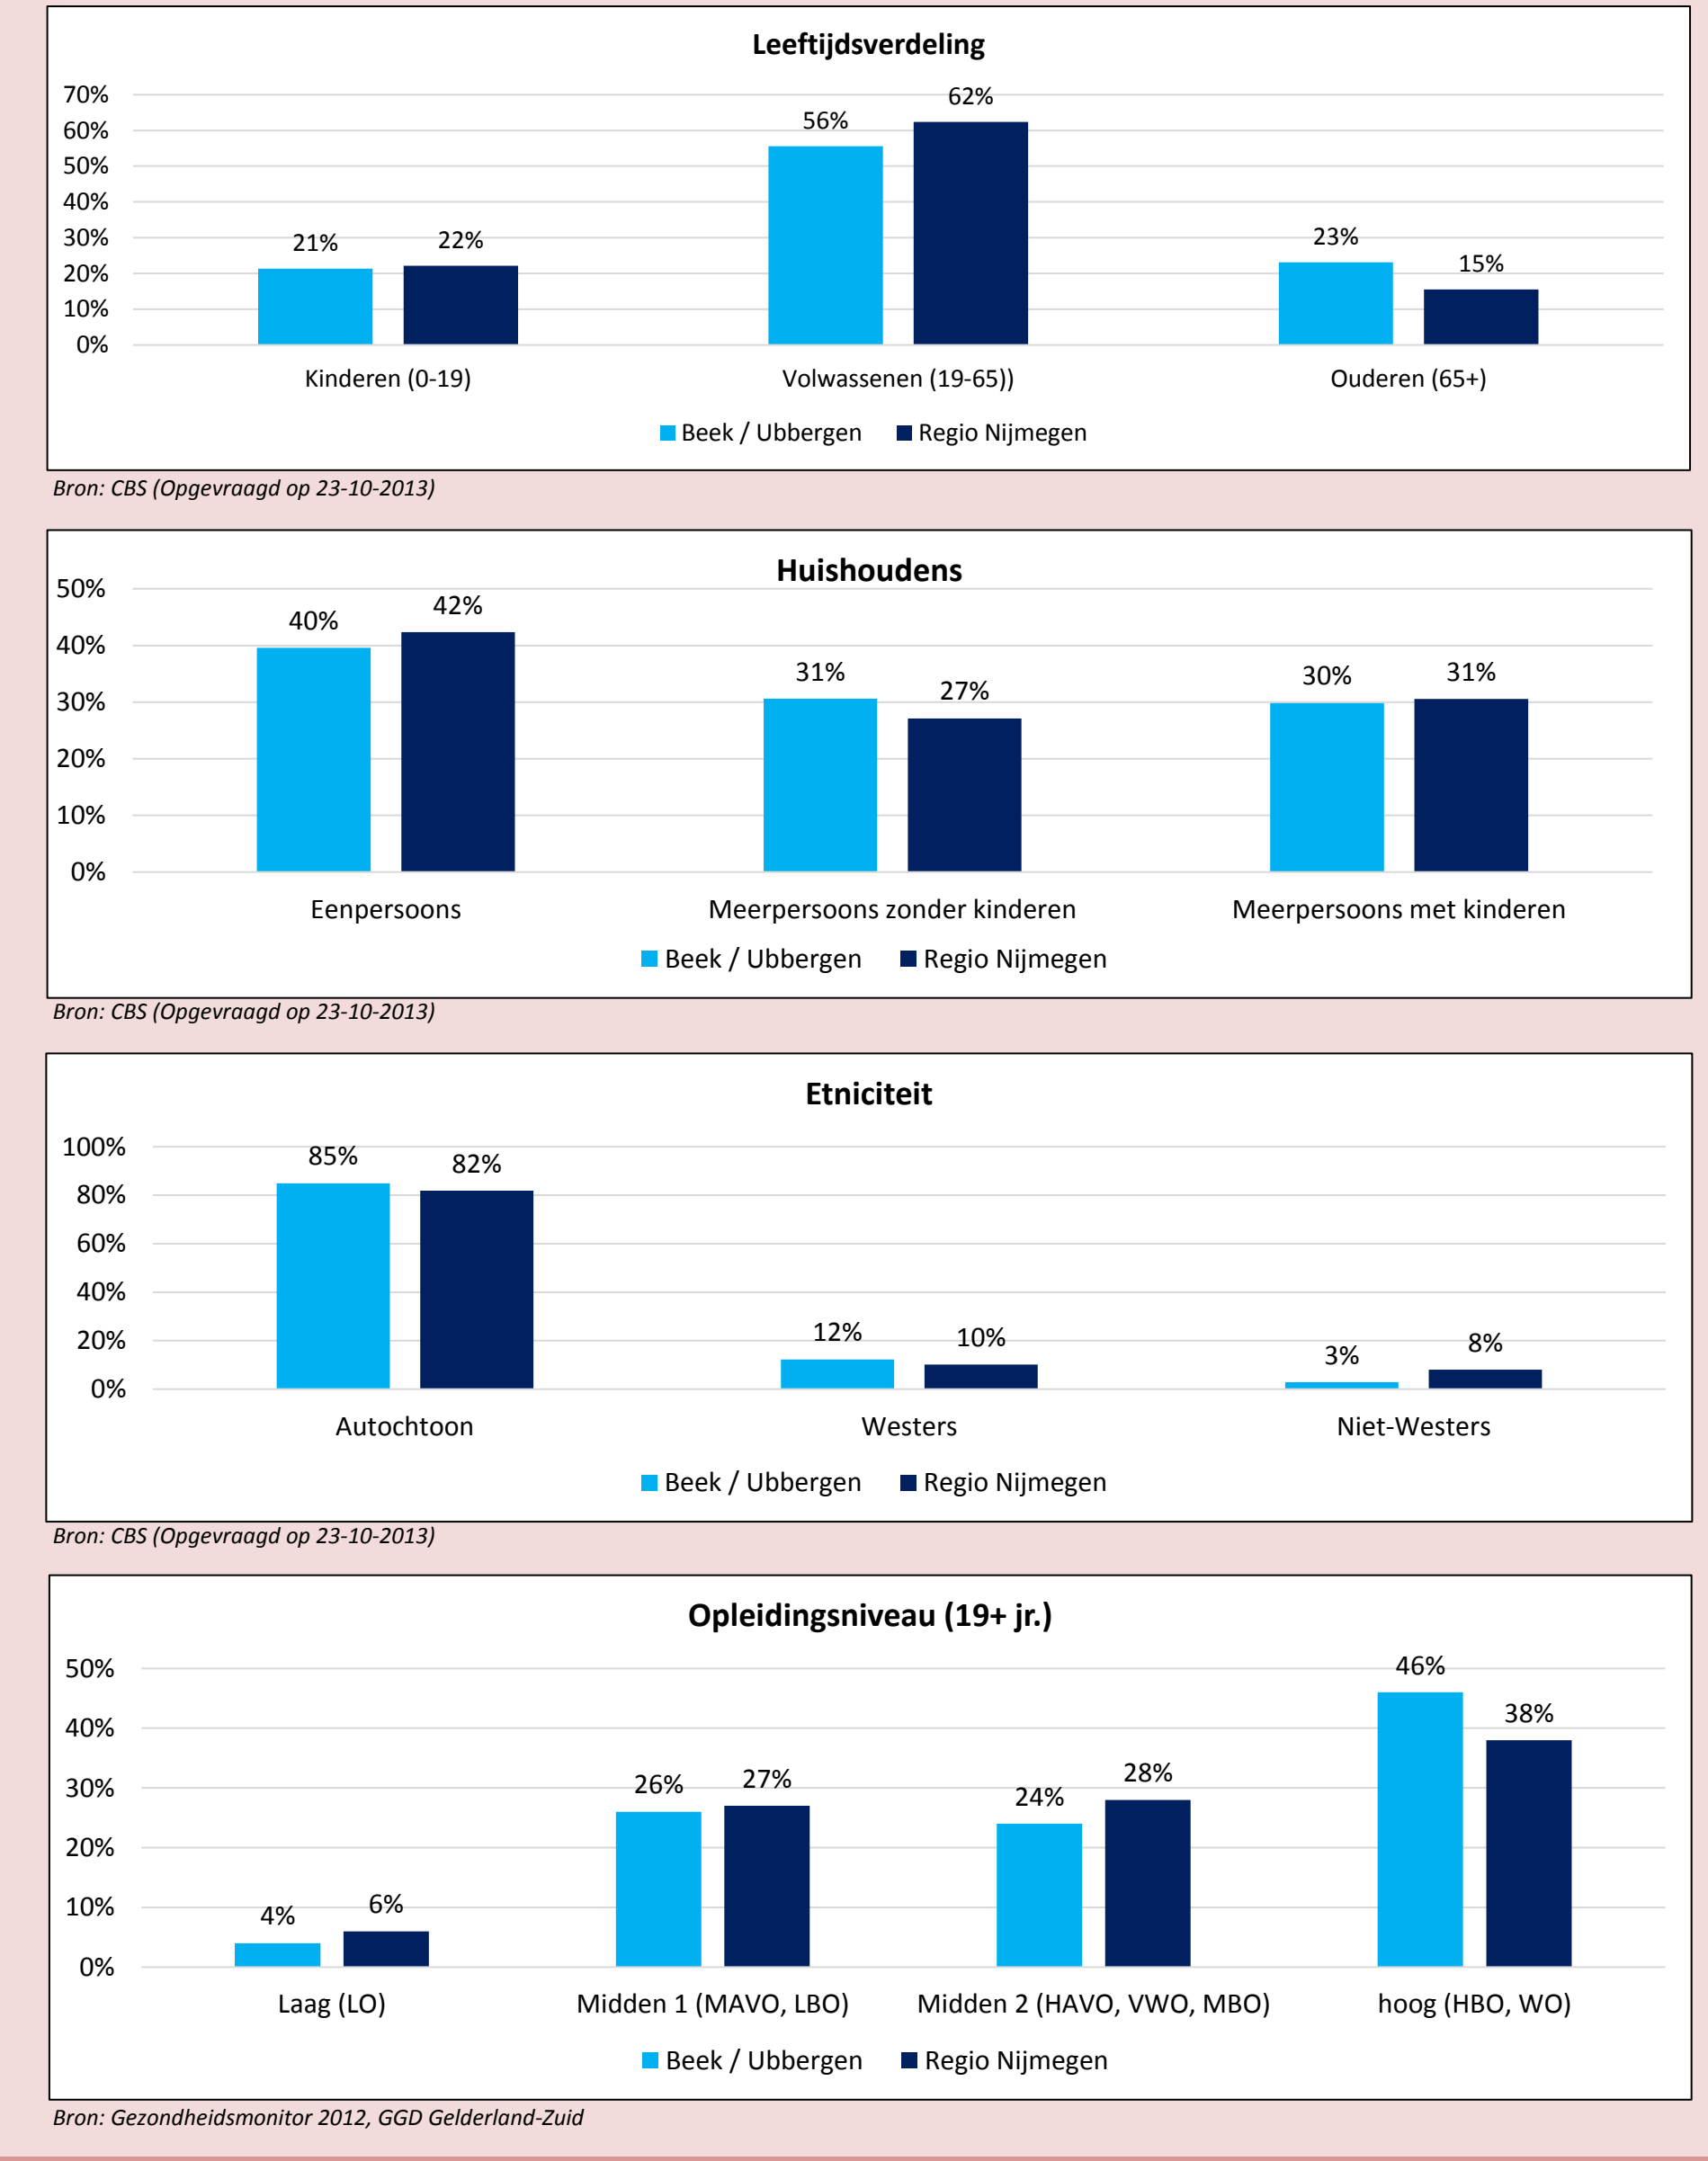 Leeftijdsverdeling
70%
60%
50%
40%
30%
20%
10%
0%
21%
22%
56%
62%
23%
15%
Kinderen (0-19)
Volwassenen (19-65))
Ouderen (65+)
Beek / Ubbergen
Regio Nijmegen
Bron: CBS (Opgevraagd op 23-10-2013)
Huishoudens
50%
40%
30%
20%
10%
0%
40%
42%
31%
27%
30%
31%
Eenpersoons
Meerpersoons zonder kinderen
Meerpersoons met kinderen
Beek / Ubbergen
Regio Nijmegen
Bron: CBS (Opgevraagd op 23-10-2013)
Etniciteit
100%
80%
60%
40%
20%
0%
85%
82%
12%
10%
3%
8%
Autochtoon
Westers
Niet-Westers
Beek / Ubbergen
Regio Nijmegen
Bron: CBS (Opgevraagd op 23-10-2013)
Opleidingsniveau (19+ jr.)
50%
40%
30%
20%
10%
0%
4%
6%
26%
27%
24%
28%
46%
38%
Laag (LO)
Midden 1 (MAVO, LBO)
Midden 2 (HAVO, VWO, MBO)
hoog (HBO, WO)
Beek / Ubbergen
Regio Nijmegen
Bron: Gezondheidsmonitor 2012, GGD Gelderland-Zuid